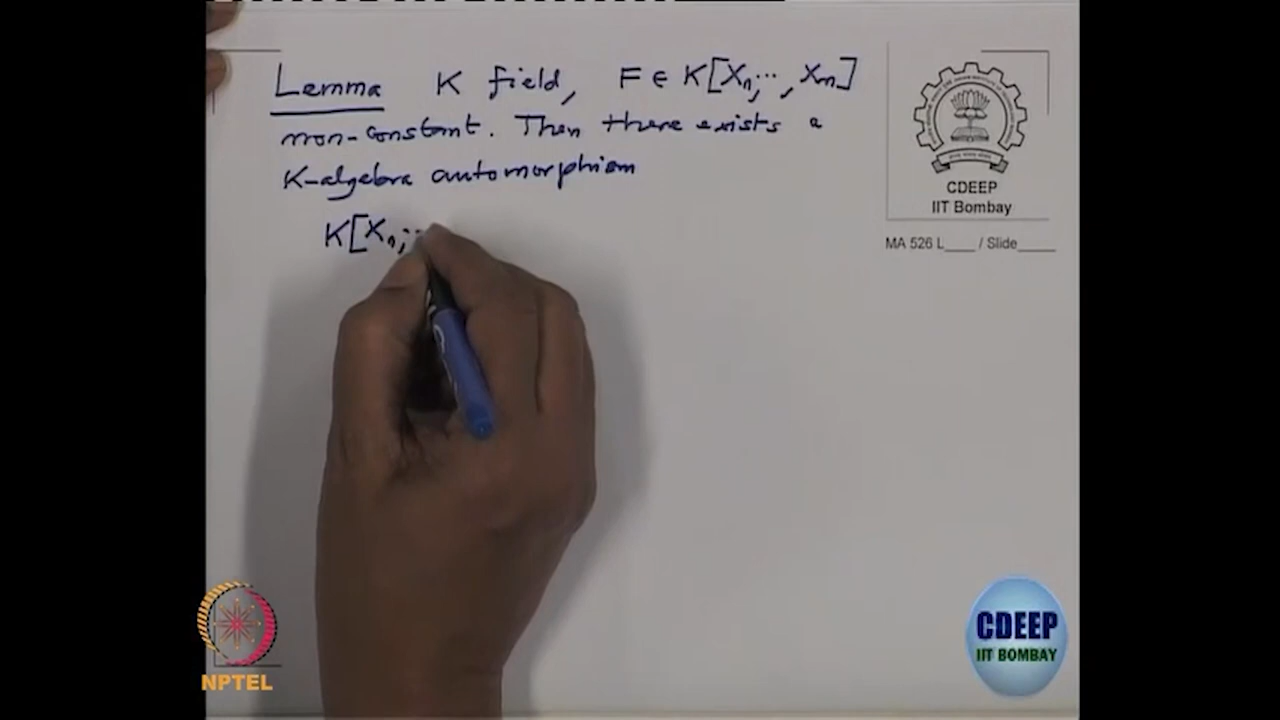 Lemma K field, F ∈ K[X₁, ..., Xₙ]
non-constant. Then there exists a
K-algebra automorphism
K[X₁, ..
CDEEP
IIT Bombay
MA 526 L____ / Slide_____
CDEEP
IIT BOMBAY
NPTEL